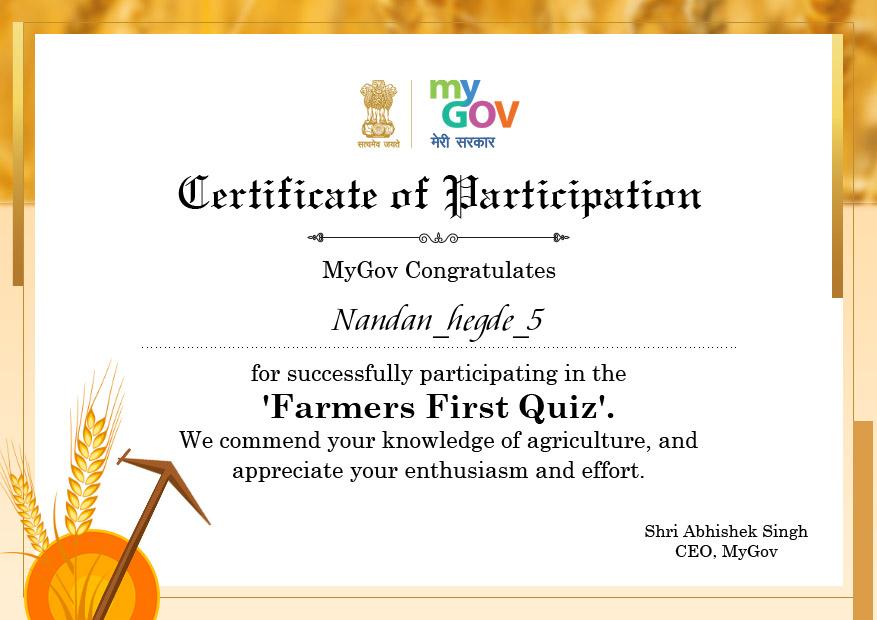 सत्यमेव जयते
my
GOV
मेरी सरकार
Certificate of Participation
MyGov Congratulates
Nandan_hegde_5
for successfully participating in the
'Farmers First Quiz'.
We commend your knowledge of agriculture, and
appreciate your enthusiasm and effort.
Shri Abhishek Singh
CEO, MyGov